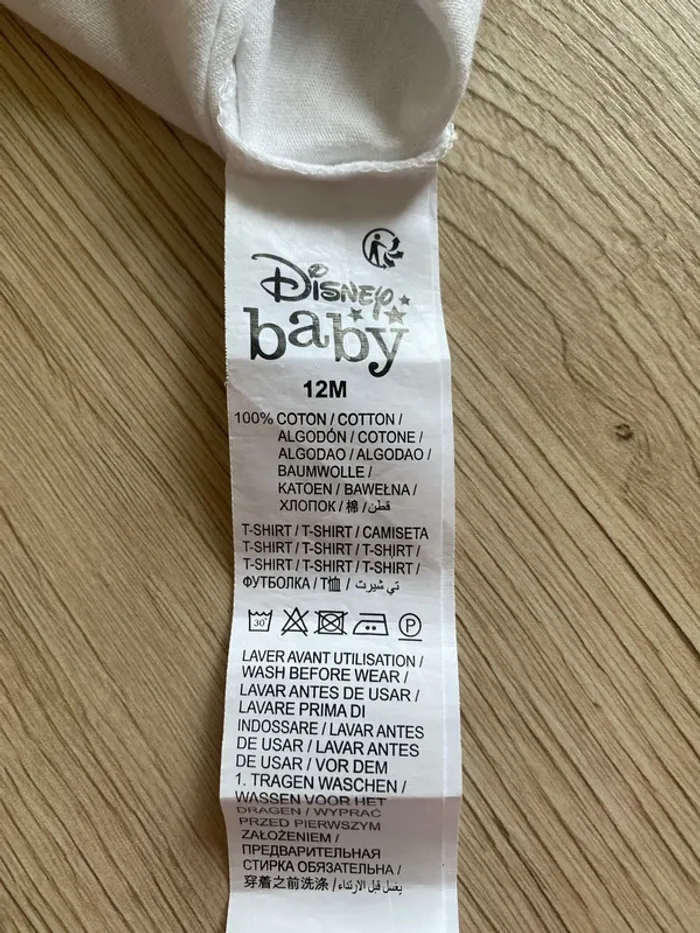 Disney
baby
12M
100% COTON / COTTON /
ALGODÓN / COTONE /
ALGODAO / ALGODAO /
BAUMWOLLE /
KATOEN / BAWEŁNA /
ХЛОПОК / 棉 / قطن
T-SHIRT / T-SHIRT / CAMISETA
T-SHIRT / T-SHIRT / T-SHIRT /
T-SHIRT / T-SHIRT / T-SHIRT /
ФУТБОЛКА / T恤 / تي شيرت
30° P
LAVER AVANT UTILISATION /
WASH BEFORE WEAR /
LAVAR ANTES DE USAR /
LAVARE PRIMA DI
INDOSSARE / LAVAR ANTES
DE USAR / LAVAR ANTES
DE USAR / VOR DEM
1. TRAGEN WASCHEN /
WASSEN VOOR HET
DRAGEN / WYPRAĆ
PRZED PIERWSZYM
ZAŁOŻENIEM /
ПРЕДВАРИТЕЛЬНАЯ
СТИРКА ОБЯЗАТЕЛЬНА /
穿着之前洗涤 / يغسل قبل الارتداء